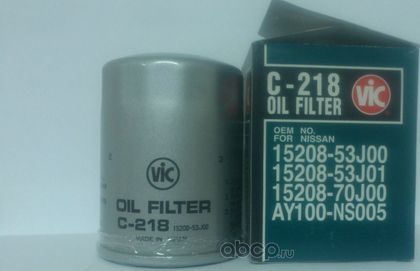 VIC
OIL FILTER
C-218 15208-53J00
MADE IN JAPAN
C-218
OIL FILTER
VIC
OEM NO.
FOR NISSAN
15208-53J00
15208-53J01
15208-70J00
AY100-NS005